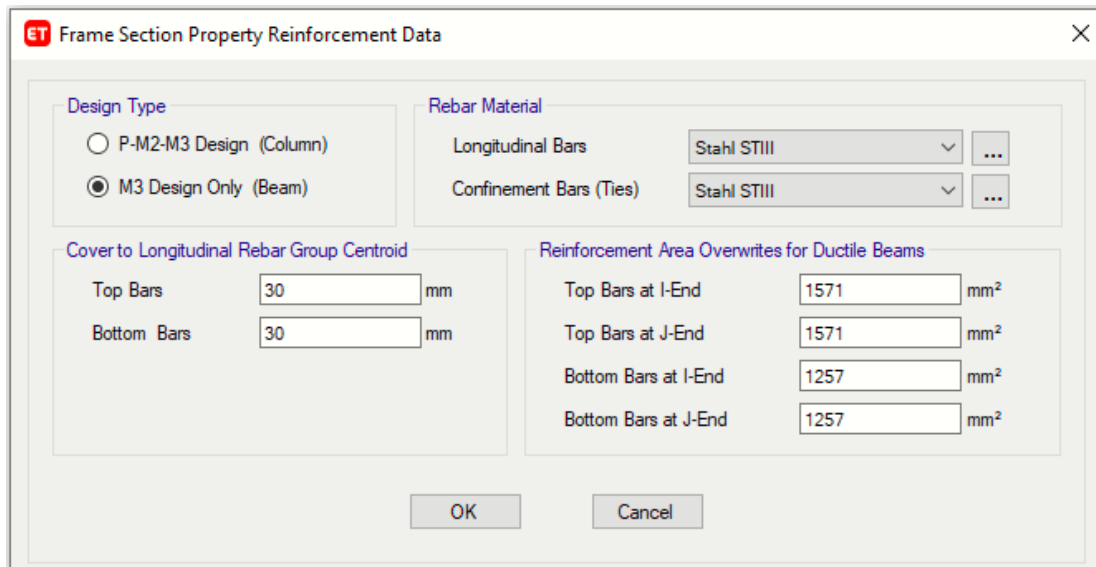 ET Frame Section Property Reinforcement Data
Design Type
P-M2-M3 Design (Column)
M3 Design Only (Beam)
Rebar Material
Longitudinal Bars Stahl STIII ...
Confinement Bars (Ties) Stahl STIII ...
Cover to Longitudinal Rebar Group Centroid
Top Bars 30 mm
Bottom Bars 30 mm
Reinforcement Area Overwrites for Ductile Beams
Top Bars at I-End 1571 mm²
Top Bars at J-End 1571 mm²
Bottom Bars at I-End 1257 mm²
Bottom Bars at J-End 1257 mm²
OK Cancel